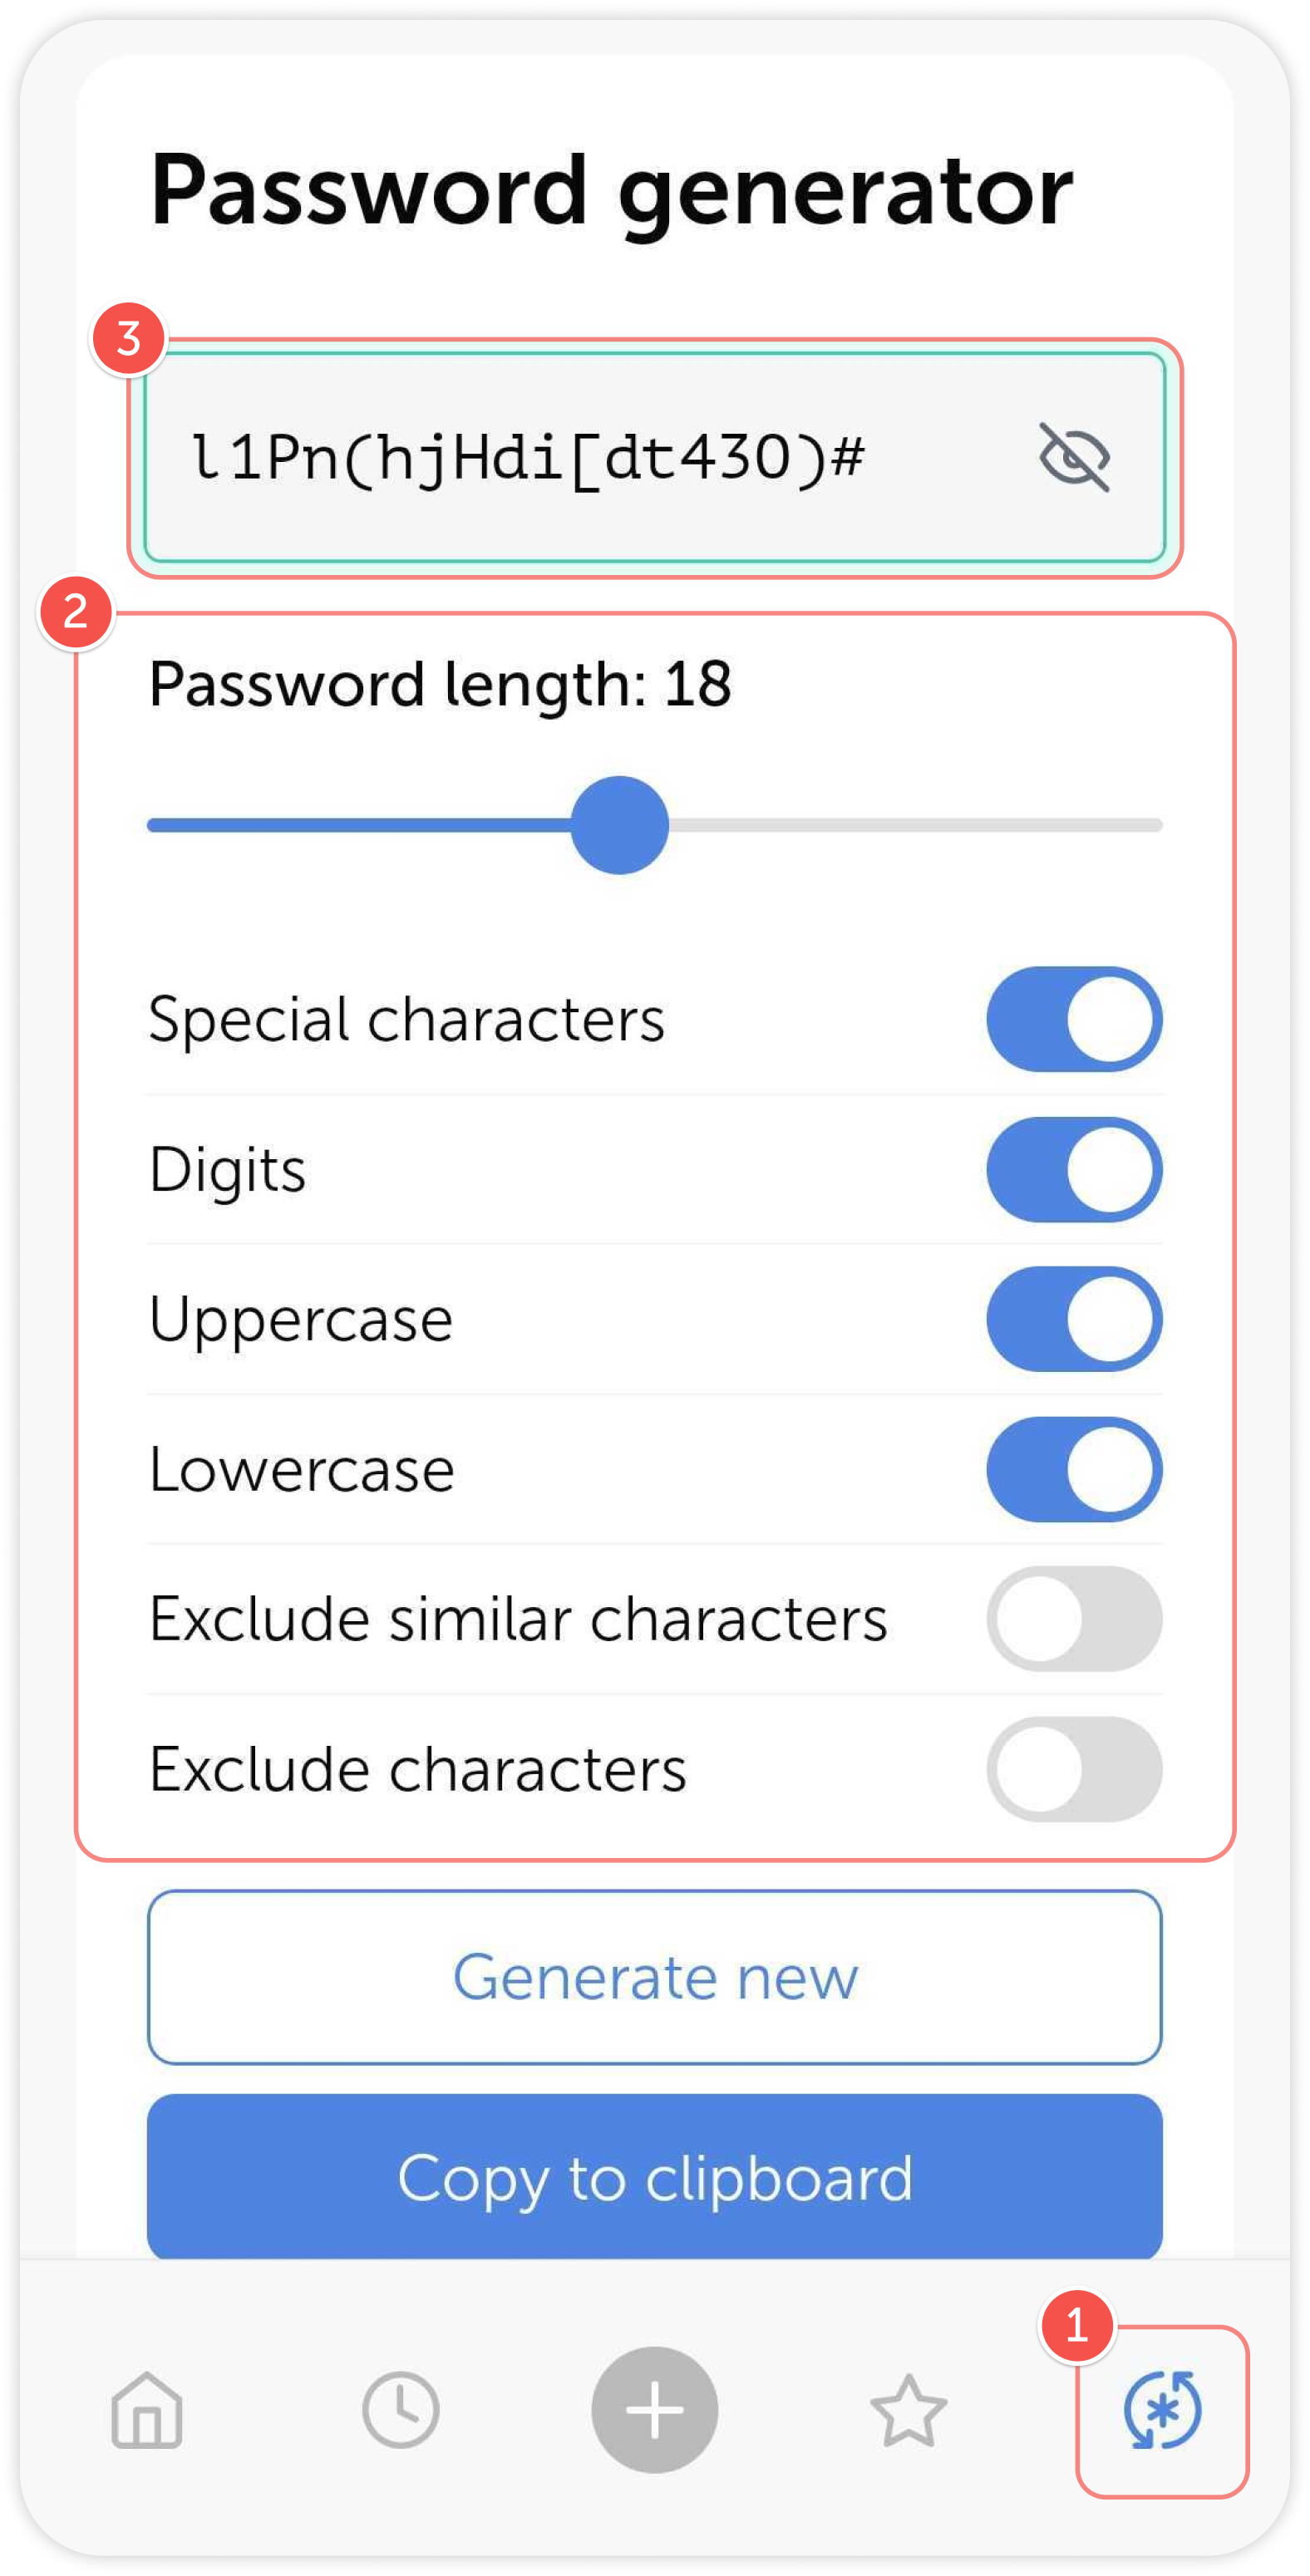 Password generator
3
l1Pn(hjHdi[dt430)#
2
Password length: 18
Special characters
Digits
Uppercase
Lowercase
Exclude similar characters
Exclude characters
Generate new
Copy to clipboard
1